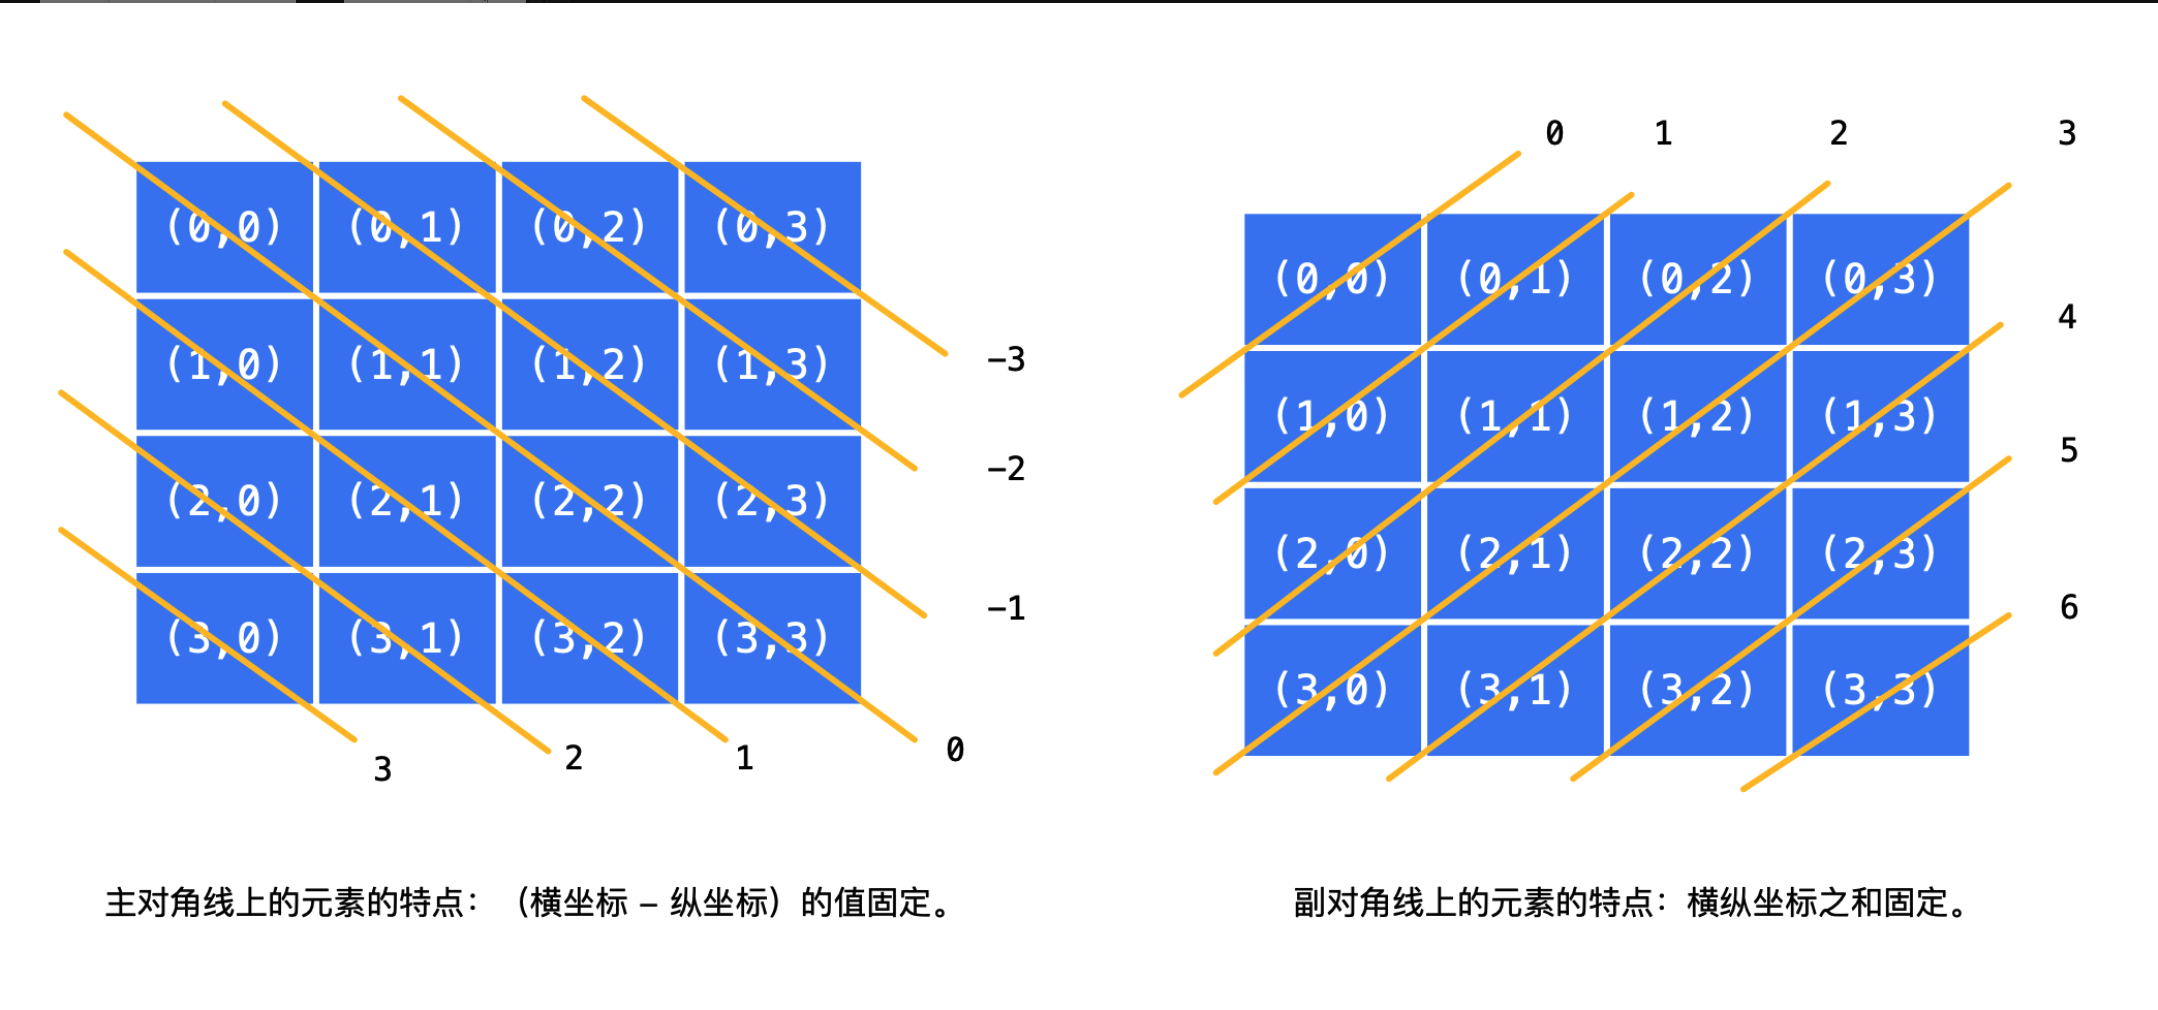 (0,0) (0,1) (0,2) (0,3)
(1,0) (1,1) (1,2) (1,3)
-3
(2,0) (2,1) (2,2) (2,3)
-2
-1
(3,0) (3,1) (3,2) (3,3)
3 2 1 0
主对角线上的元素的特点：（横坐标 - 纵坐标）的值固定。
0 1 2 3
(0,0) (0,1) (0,2) (0,3)
4
(1,0) (1,1) (1,2) (1,3)
5
(2,0) (2,1) (2,2) (2,3)
6
(3,0) (3,1) (3,2) (3,3)
副对角线上的元素的特点：横纵坐标之和固定。